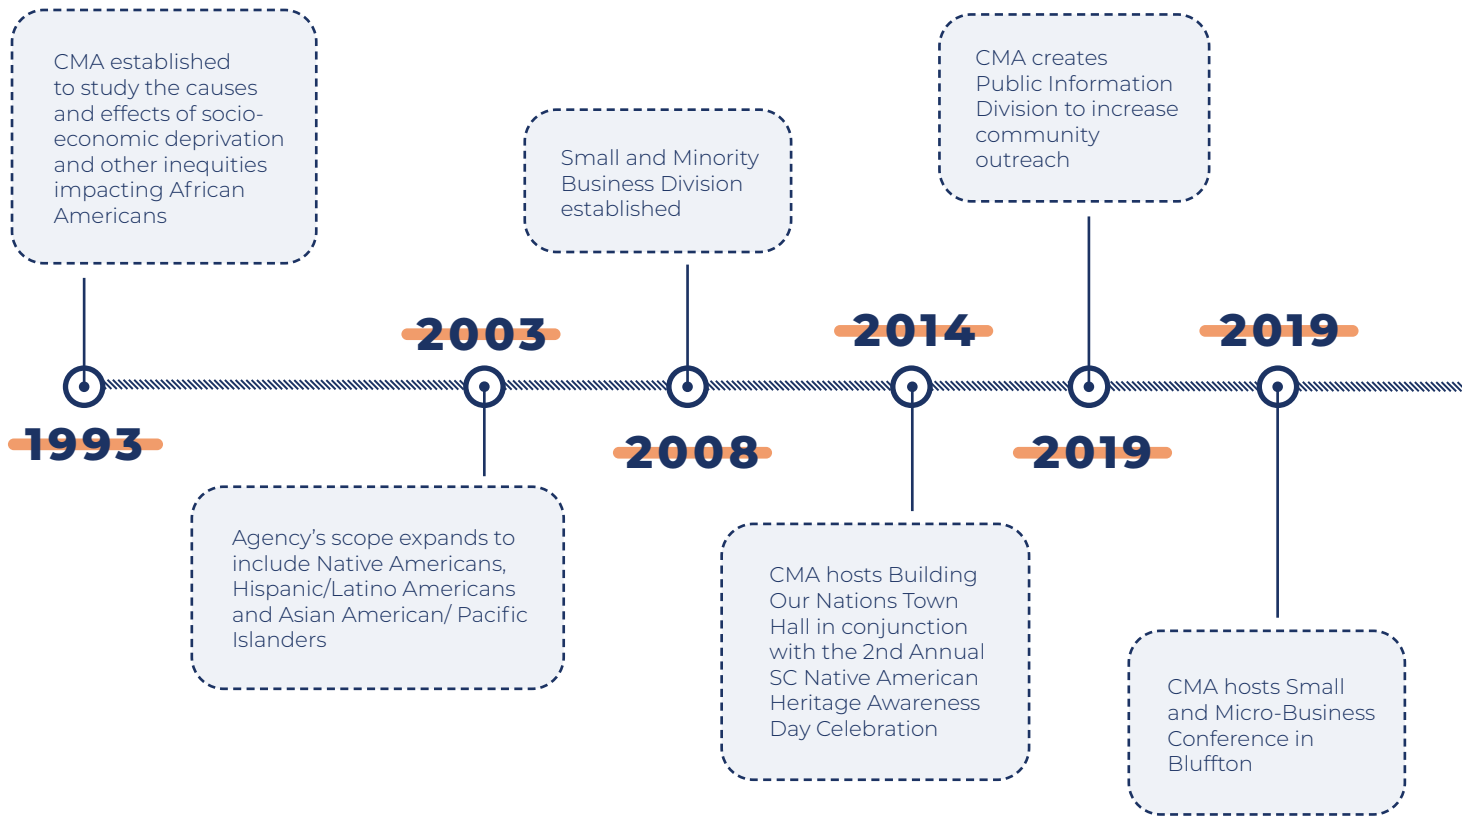 CMA established
to study the causes
and effects of socio-
economic deprivation
and other inequities
impacting African
Americans
1993
2003
Agency’s scope expands to
include Native Americans,
Hispanic/Latino Americans
and Asian American/ Pacific
Islanders
Small and Minority
Business Division
established
2008
2014
CMA hosts Building
Our Nations Town
Hall in conjunction
with the 2nd Annual
SC Native American
Heritage Awareness
Day Celebration
CMA creates
Public Information
Division to increase
community
outreach
2019
2019
CMA hosts Small
and Micro-Business
Conference in
Bluffton